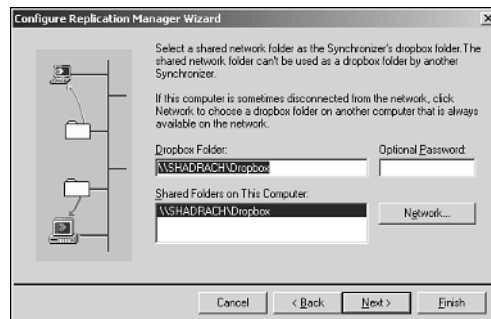 Configure Replication Manager Wizard
Select a shared network folder as the Synchronizer's dropbox folder. The
shared network folder can't be used as a dropbox folder by another
Synchronizer.
If this computer is sometimes disconnected from the network, click
Network to choose a dropbox folder on another computer that is always
available on the network.
Dropbox Folder: Optional Password:
\\SHADRACH\Dropbox
Shared Folders on This Computer:
\\SHADRACH\Dropbox
Network...
Cancel < Back Next > Finish